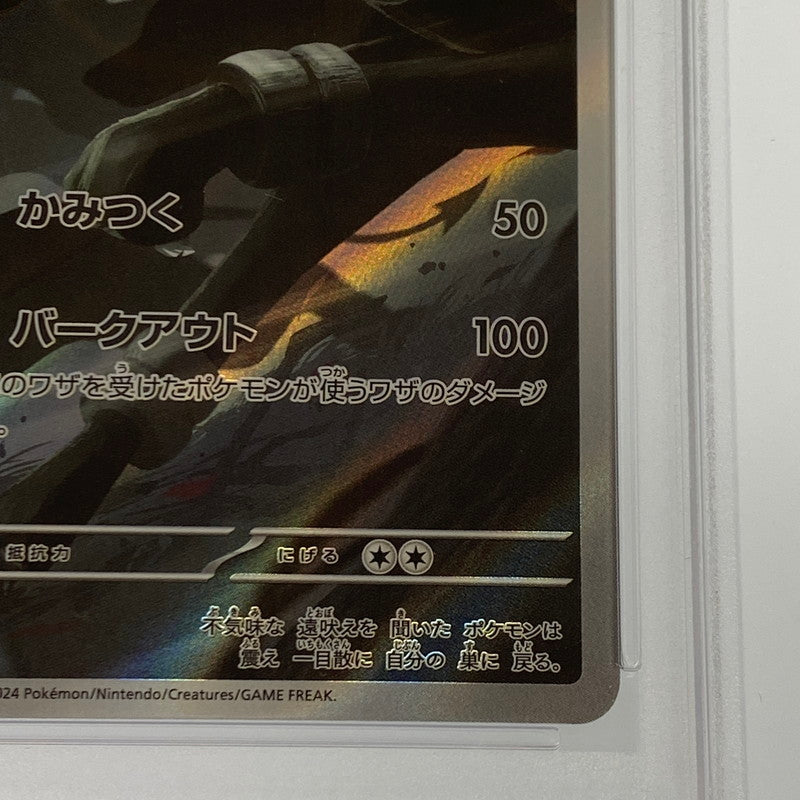 かみつく 50
バークアウト 100
のワザを受けたポケモンが使うワザのダメージ
。
抵抗力 にげる
不気味な 遠吠えを 聞いた ポケモンは
震え 一目散に 自分の 巣に 戻る。
024 Pokémon/Nintendo/Creatures/GAME FREAK.